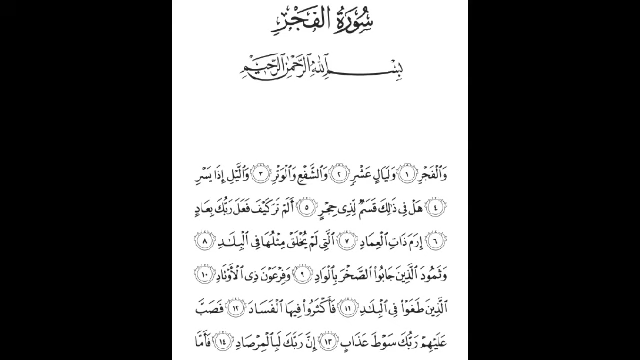 سُورَةُ الفَجْرِ
بِسْمِ اللَّهِ الرَّحْمَٰنِ الرَّحِيمِ
وَالْفَجْرِ ۝١ وَلَيَالٍ عَشْرٍ ۝٢ وَالشَّفْعِ وَالْوَتْرِ ۝٣ وَاللَّيْلِ إِذَا يَسْرِ
۝٤ هَلْ فِي ذَٰلِكَ قَسَمٌ لِّذِي حِجْرٍ ۝٥ أَلَمْ تَرَ كَيْفَ فَعَلَ رَبُّكَ بِعَادٍ
۝٦ إِرَمَ ذَاتِ الْعِمَادِ ۝٧ الَّتِي لَمْ يُخْلَقْ مِثْلُهَا فِي الْبِلَٰدِ ۝٨
وَثَمُودَ الَّذِينَ جَابُوا الصَّخْرَ بِالْوَادِ ۝٩ وَفِرْعَوْنَ ذِي الْأَوْتَادِ ۝١٠
الَّذِينَ طَغَوْا فِي الْبِلَٰدِ ۝١١ فَأَكْثَرُوا فِيهَا الْفَسَادَ ۝١٢ فَصَبَّ
عَلَيْهِمْ رَبُّكَ سَوْطَ عَذَابٍ ۝١٣ إِنَّ رَبَّكَ لَبِالْمِرْصَادِ ۝١٤ فَأَمَّا